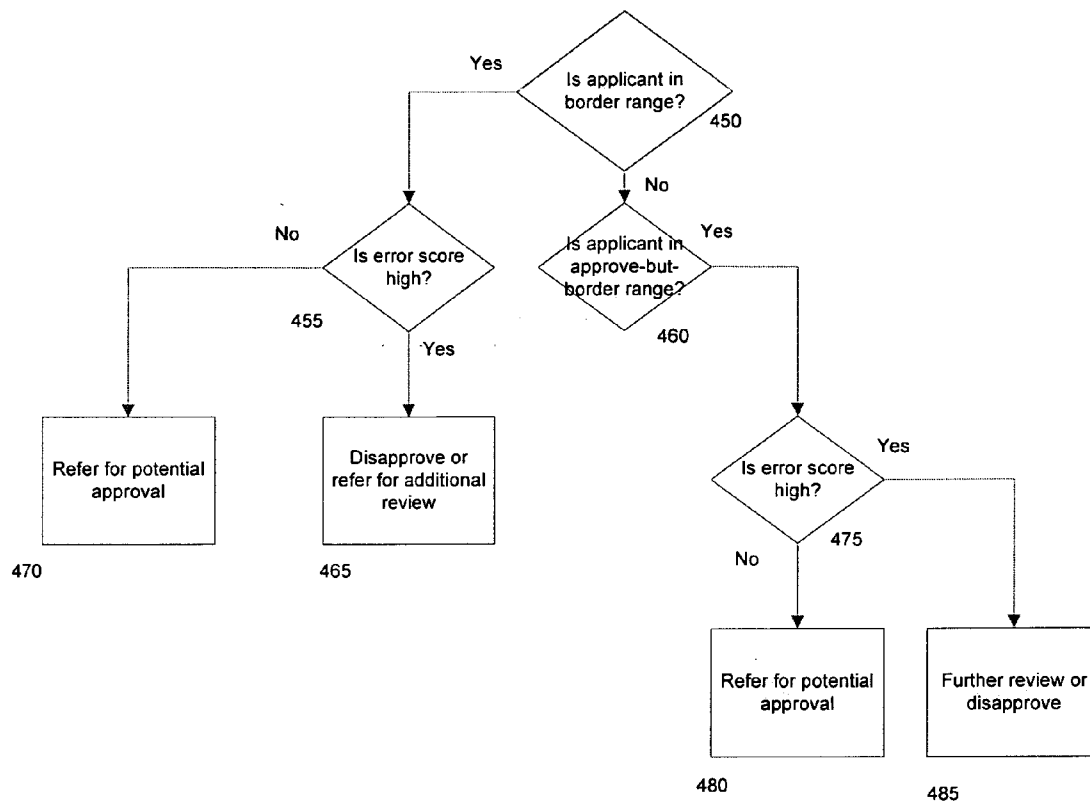 Yes
Is applicant in
border range?
450
No
No
Is error score
high?
455
Yes
Is applicant in
approve-but-
border range?
460
Yes
Refer for potential
approval
470
Disapprove or
refer for additional
review
465
Is error score
high?
475
Yes
No
Refer for potential
approval
480
Further review or
disapprove
485